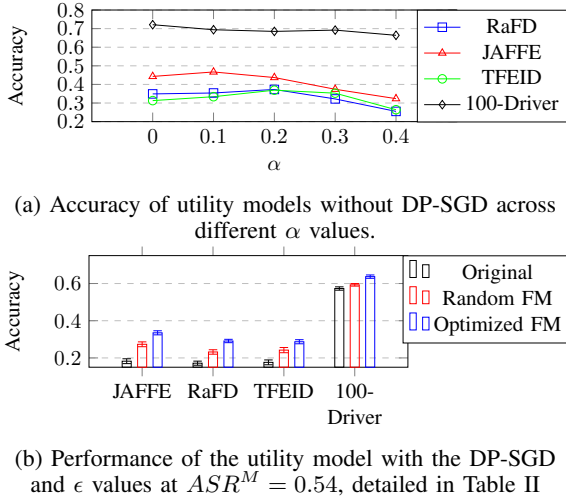 0.8
0.7
0.6
0.5
0.4
0.3
0.2
Accuracy
0 0.1 0.2 0.3 0.4
α
RaFD
JAFFE
TFEID
100-Driver
(a) Accuracy of utility models without DP-SGD across
different α values.
0.6
0.4
0.2
Accuracy
JAFFE RaFD TFEID 100-
Driver
Original
Random FM
Optimized FM
(b) Performance of the utility model with the DP-SGD
and ϵ values at ASR^M = 0.54, detailed in Table II